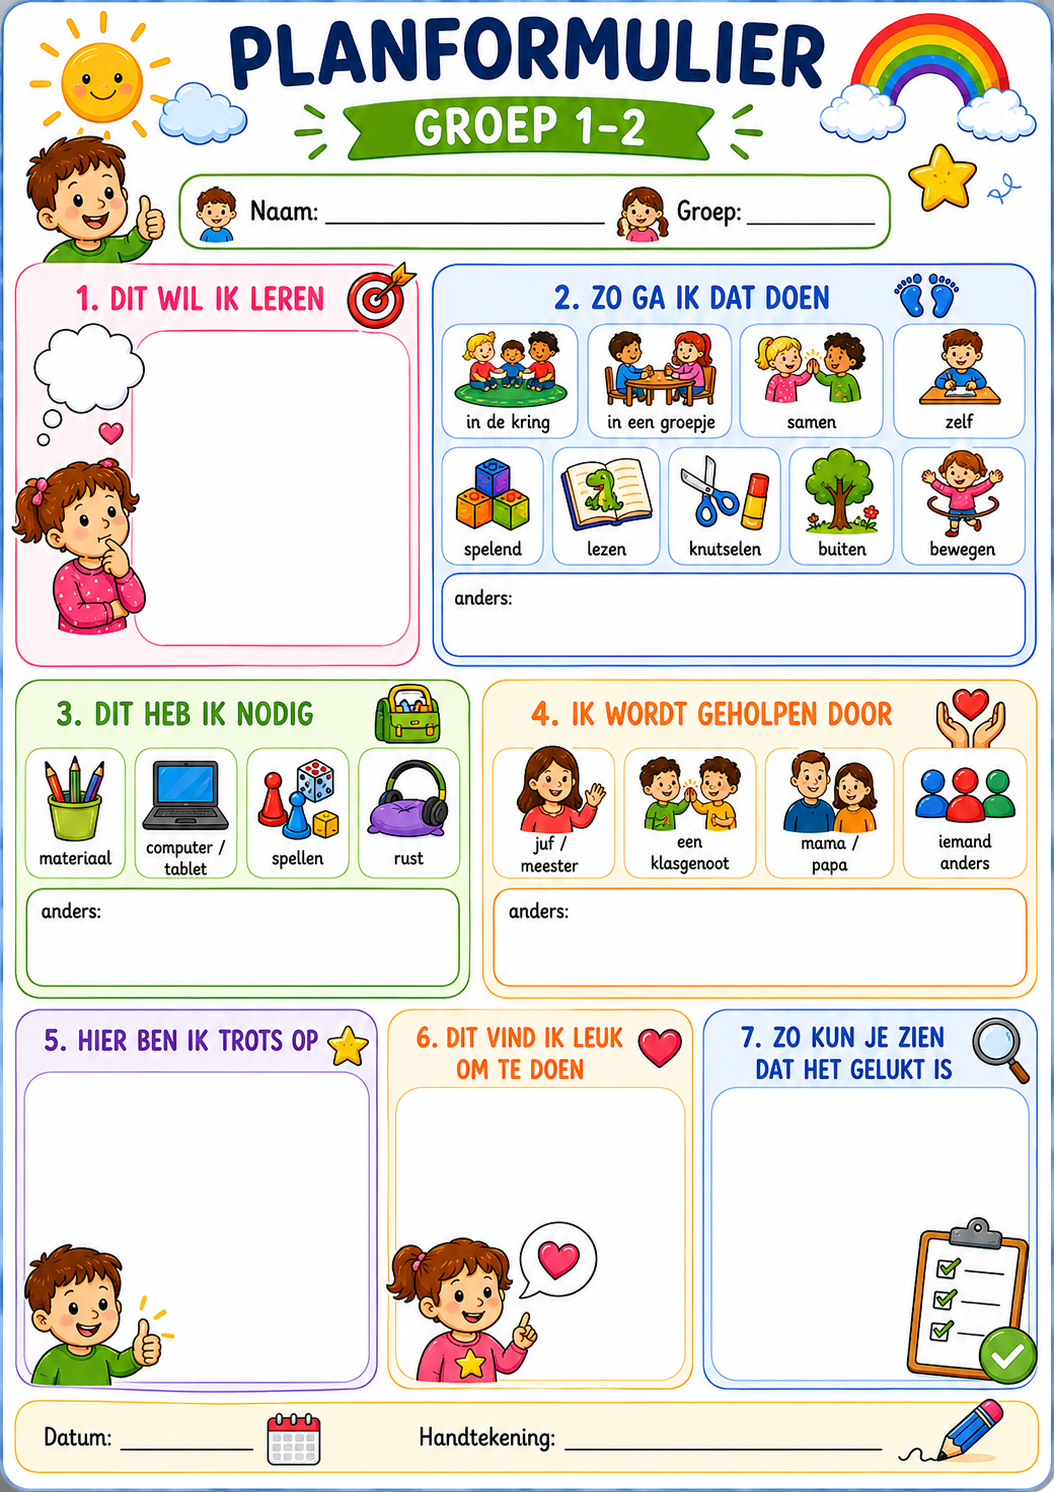 PLANFORMULIER
GROEP 1-2
Naam: Groep:
1. DIT WIL IK LEREN
2. ZO GA IK DAT DOEN
in de kring
in een groepje
samen
zelf
spelend
lezen
knutselen
buiten
bewegen
anders:
3. DIT HEB IK NODIG
materiaal
computer /
tablet
spellen
rust
anders:
4. IK WORDT GEHOLPEN DOOR
juf /
meester
een
klasgenoot
mama /
papa
iemand
anders
anders:
5. HIER BEN IK TROTS OP
6. DIT VIND IK LEUK
OM TE DOEN
7. ZO KUN JE ZIEN
DAT HET GELUKT IS
Datum: Handtekening: